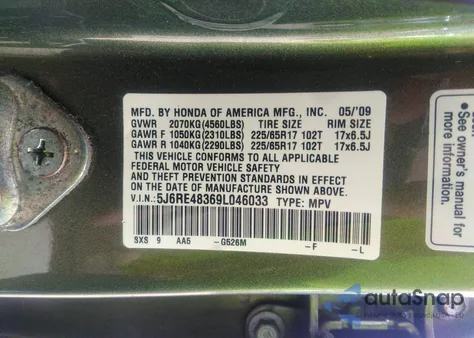 MFD. BY HONDA OF AMERICA MFG., INC. 05/'09
GVWR 2070KG(4560LBS) TIRE SIZE RIM SIZE
GAWR F 1050KG(2310LBS) 225/65R17 102T 17x6.5J
GAWR R 1040KG(2290LBS) 225/65R17 102T 17x6.5J
THIS VEHICLE CONFORMS TO ALL APPLICABLE
FEDERAL MOTOR VEHICLE SAFETY
AND THEFT PREVENTION STANDARDS IN EFFECT ON
THE DATE OF MANUFACTURE SHOWN ABOVE.
V.I.N.: 5J6RE48369L046033 TYPE: MPV
SXS 9 AA5 -G526M -F -L
• See owner's
manual for
information.
autoSnap